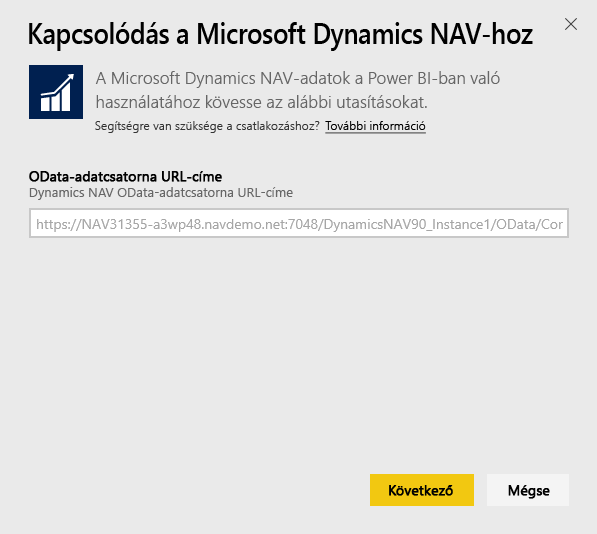 Kapcsolódás a Microsoft Dynamics NAV-hoz
A Microsoft Dynamics NAV-adatok a Power BI-ban való
használatához kövesse az alábbi utasításokat.
Segítségre van szüksége a csatlakozáshoz? További információ
OData-adatcsatorna URL-címe
Dynamics NAV OData-adatcsatorna URL-címe
https://NAV31355-a3wp48.navdemo.net:7048/DynamicsNAV90_Instance1/OData/Cor
Következő Mégse